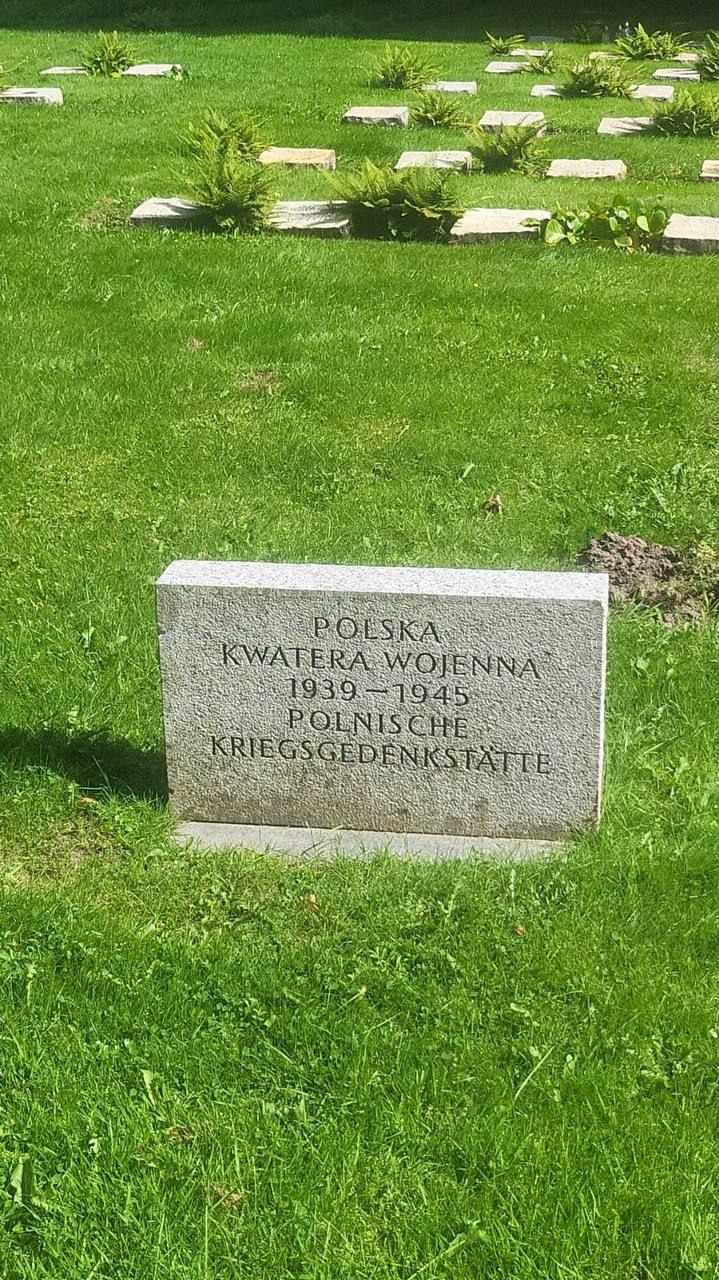 POLSKA
KWATERA WOJENNA
1939–1945
POLNISCHE
KRIEGSGEDENKSTÄTTE